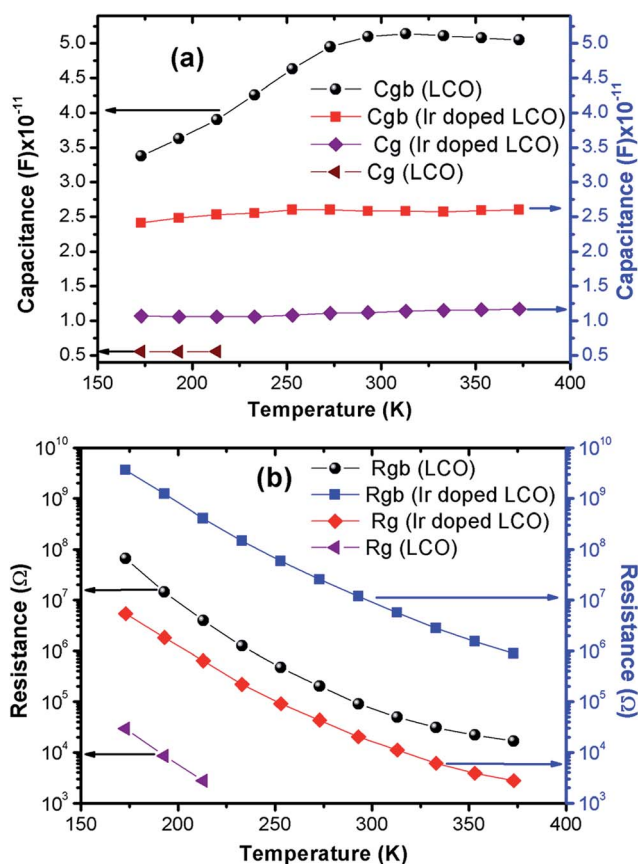 (a)
Cgb (LCO)
Cgb (Ir doped LCO)
Cg (Ir doped LCO)
Cg (LCO)
Capacitance (F)x10-11
5.0
4.5
4.0
3.5
3.0
2.5
2.0
1.5
1.0
0.5
Capacitance (F)x10-11
5.0
4.5
4.0
3.5
3.0
2.5
2.0
1.5
1.0
0.5
150 200 250 300 350 400
Temperature (K)
(b)
Rgb (LCO)
Rgb (Ir doped LCO)
Rg (Ir doped LCO)
Rg (LCO)
Resistance (Ω)
10¹⁰
10⁹
10⁸
10⁷
10⁶
10⁵
10⁴
10³
Resistance (Ω)
10¹⁰
10⁹
10⁸
10⁷
10⁶
10⁵
10⁴
10³
150 200 250 300 350 400
Temperature (K)